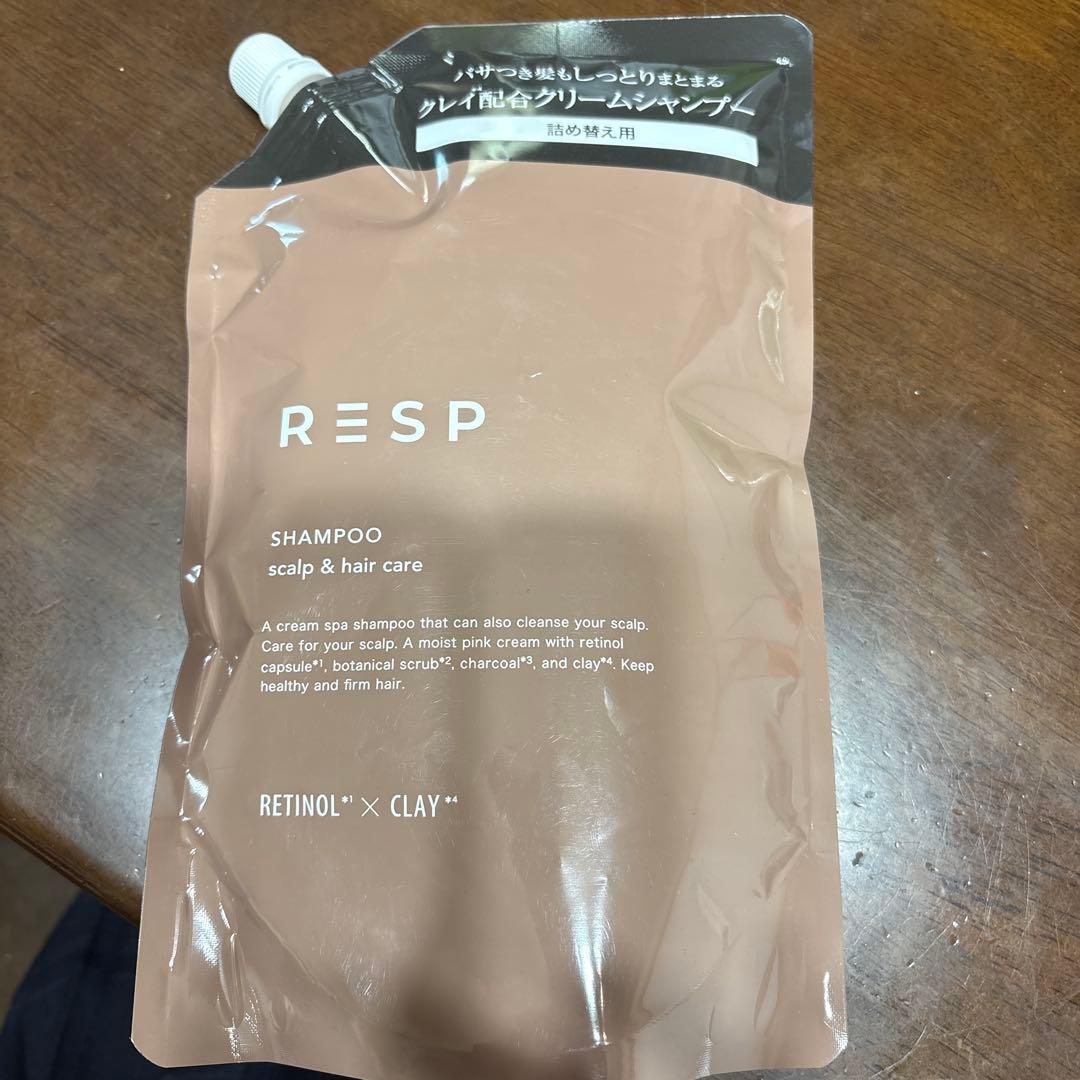 パサつき髪もしっとりまとまる
クレイ配合クリームシャンプー
詰め替え用
RESP
SHAMPOO
scalp & hair care
A cream spa shampoo that can also cleanse your scalp.
Care for your scalp. A moist pink cream with retinol
capsule*1, botanical scrub*2, charcoal*3, and clay*4. Keep
healthy and firm hair.
RETINOL*1 × CLAY*4